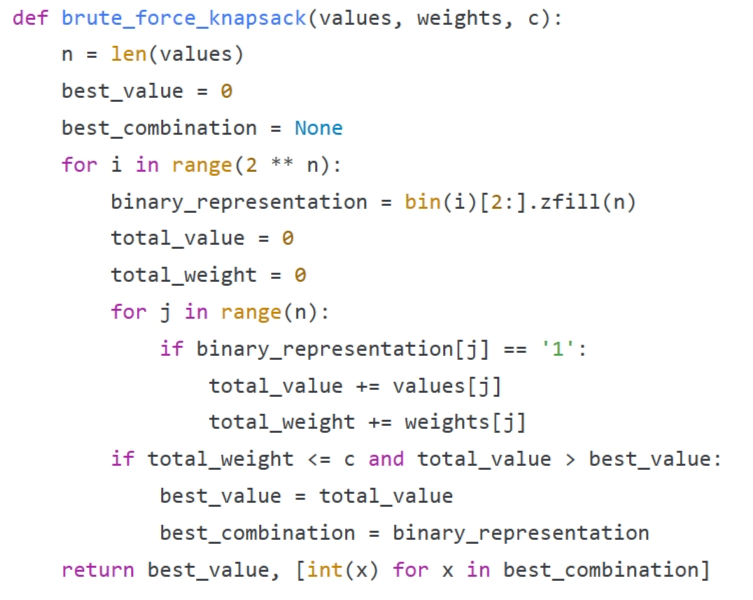 def brute_force_knapsack(values, weights, c):
    n = len(values)
    best_value = 0
    best_combination = None
    for i in range(2 ** n):
        binary_representation = bin(i)[2:].zfill(n)
        total_value = 0
        total_weight = 0
        for j in range(n):
            if binary_representation[j] == '1':
                total_value += values[j]
                total_weight += weights[j]
        if total_weight <= c and total_value > best_value:
            best_value = total_value
            best_combination = binary_representation
    return best_value, [int(x) for x in best_combination]